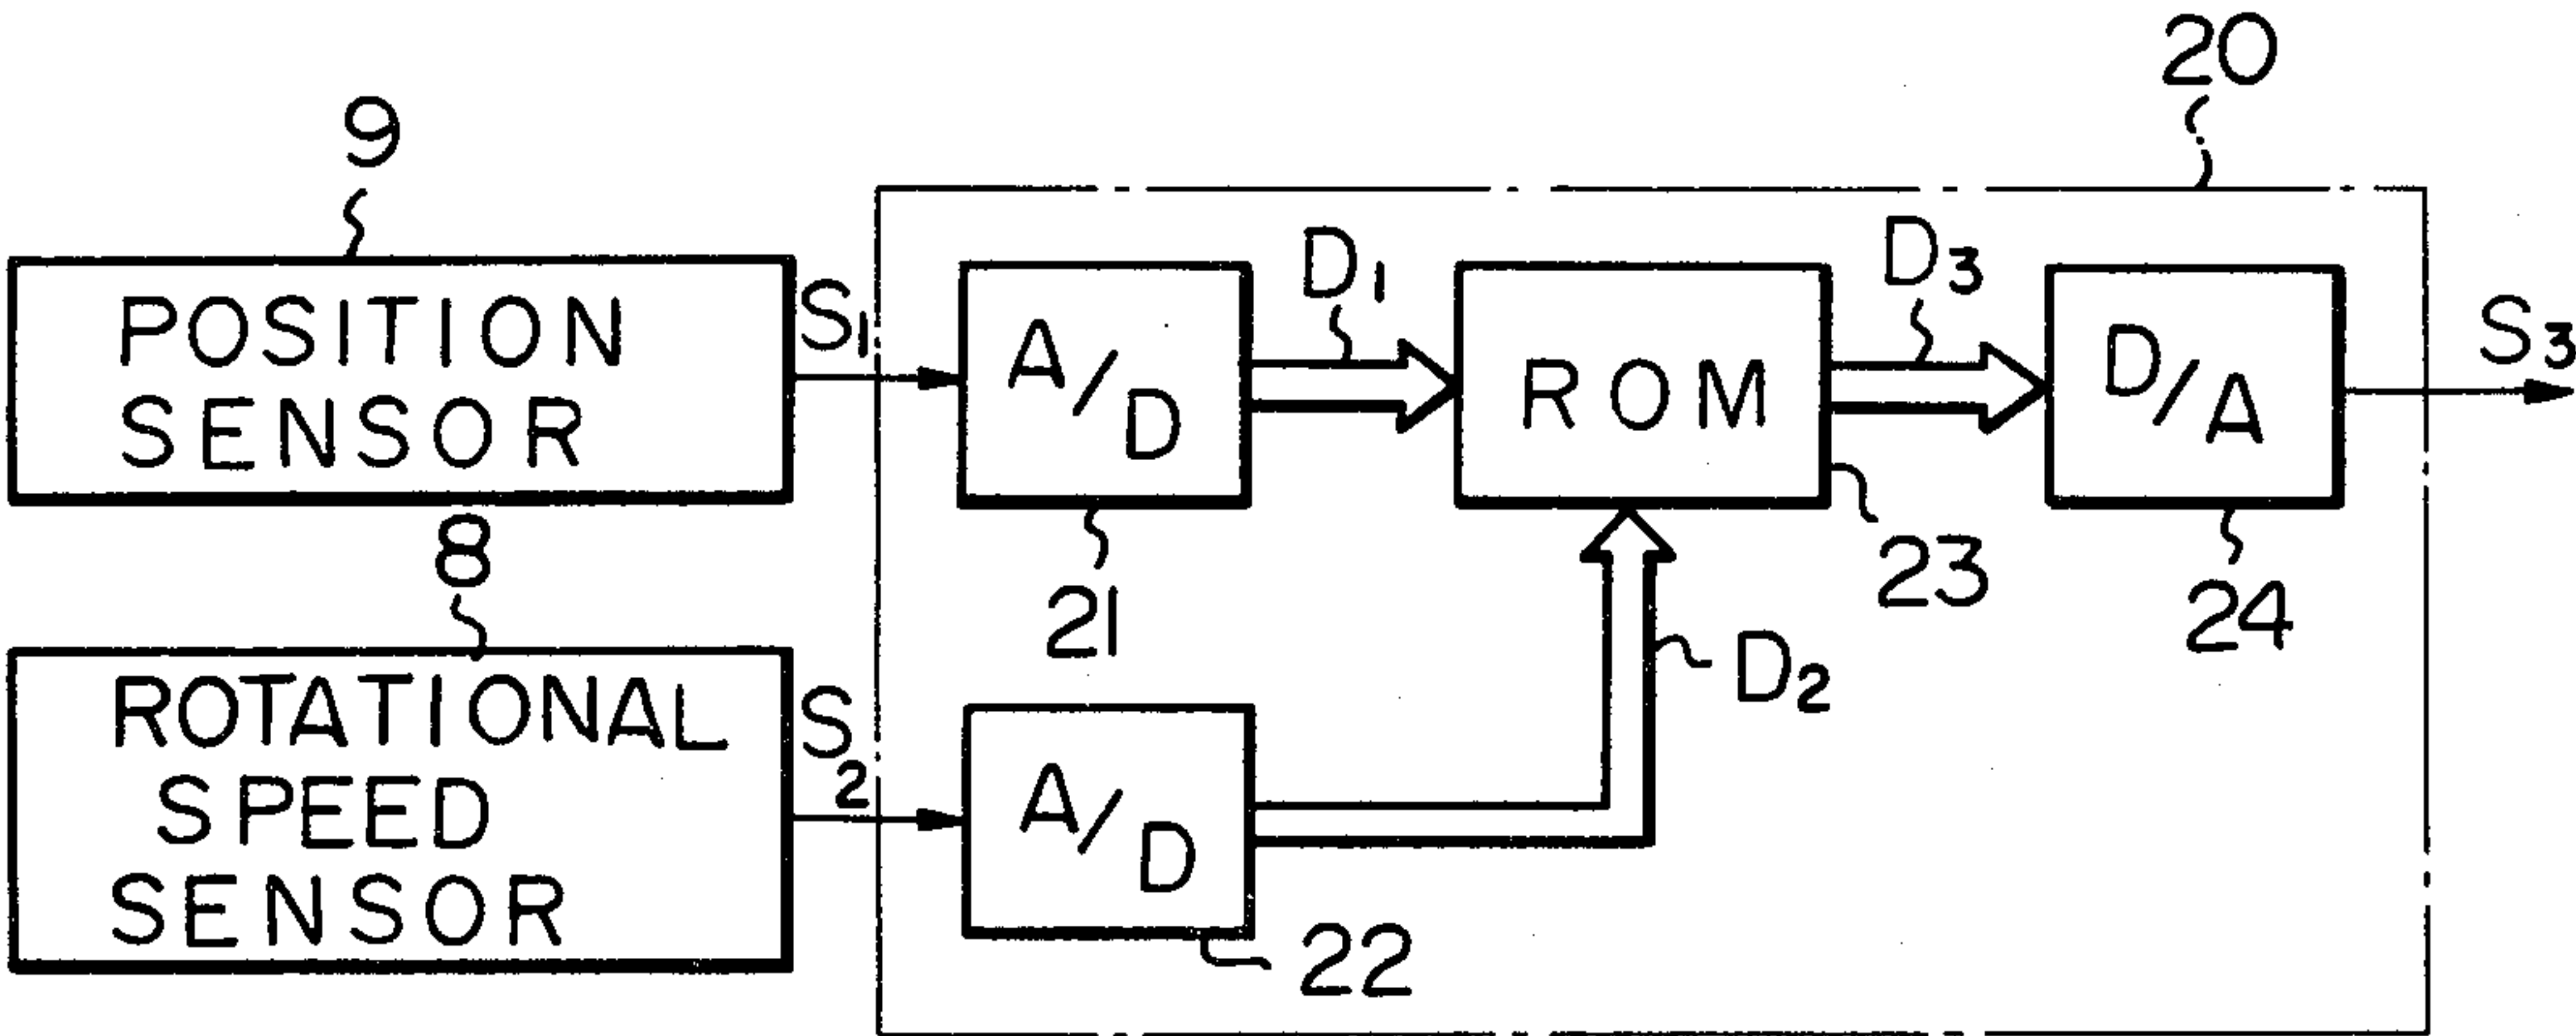 20
9
POSITION
SENSOR
S₁
A/D
D₁
ROM
D₃
D/A
S₃
21
23
24
8
ROTATIONAL
SPEED
SENSOR
S₂
A/D
D₂
22